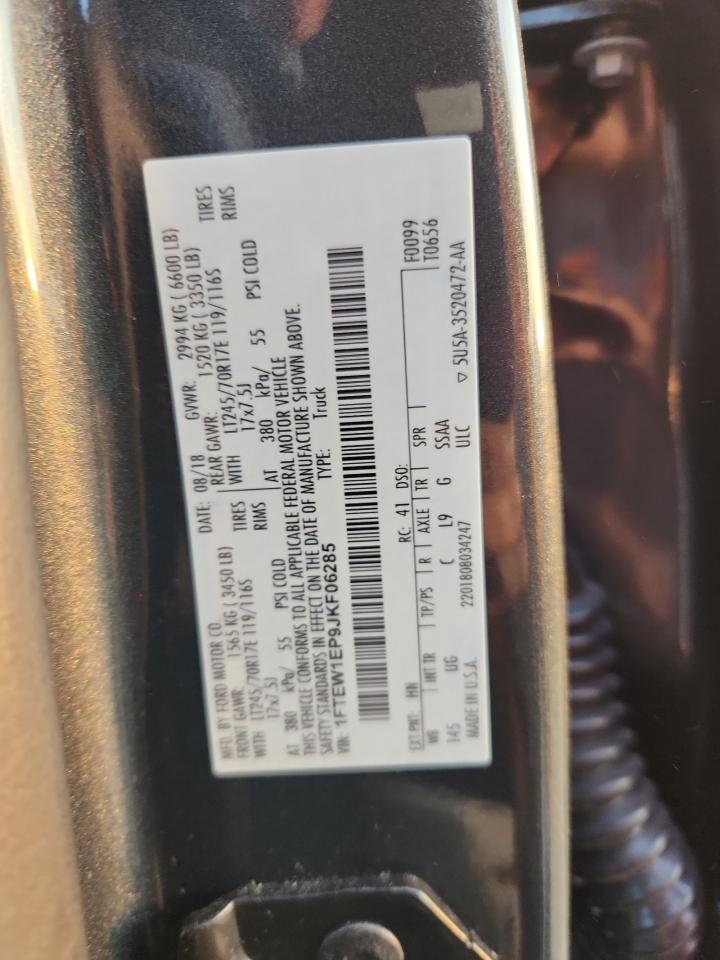 MFD. BY FORD MOTOR CO. DATE: 08/18 GVWR: 2994 KG ( 6600 LB)
FRONT GAWR: 1565 KG ( 3450 LB) REAR GAWR: 1520 KG ( 3350 LB)
WITH LT245/70R17E 119/116S TIRES WITH LT245/70R17E 119/116S TIRES
17x7.5J RIMS 17x7.5J RIMS
AT 380 kPa/ 55 PSI COLD AT 380 kPa/ 55 PSI COLD
THIS VEHICLE CONFORMS TO ALL APPLICABLE FEDERAL MOTOR VEHICLE
SAFETY STANDARDS IN EFFECT ON THE DATE OF MANUFACTURE SHOWN ABOVE.
VIN: 1FTEW1EP9JKF06285 TYPE: Truck
EXT PNT: HN RC: 41 DSO: F0099
WB INT TR TP/PS R AXLE TR SPR T0656
145 UG C L9 G SSAA
MADE IN U.S.A. 2201808034247 ULC ▽ 5U5A-3520472-AA